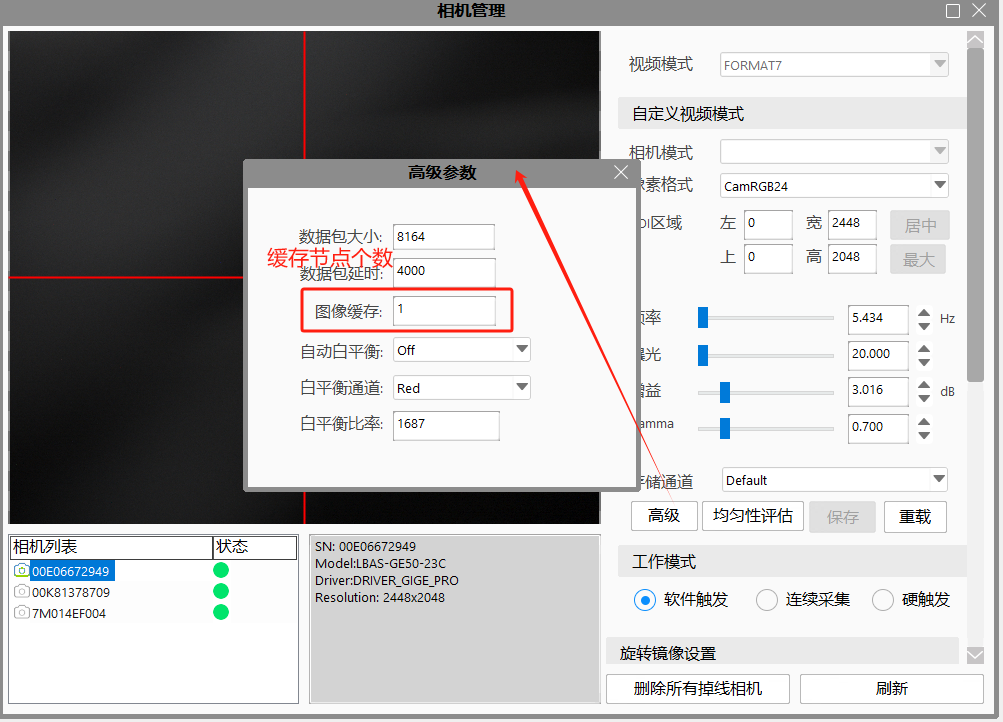 相机管理
视频模式
FORMAT7
自定义视频模式
相机模式
素格式
CamRGB24
区域
左
0
宽
2448
居中
上
0
高
2048
最大
率
5.434
Hz
光
20.000
益
3.016
dB
amma
0.700
储通道
Default
高级
均匀性评估
保存
重载
工作模式
软件触发
连续采集
硬触发
旋转镜像设置
删除所有掉线相机
刷新
高级参数
数据包大小:
8164
缓存节点个数
数据包延时:
4000
图像缓存:
1
自动白平衡:
Off
白平衡通道:
Red
白平衡比率:
1687
相机列表
状态
00E06672949
00K81378709
7M014EF004
SN: 00E06672949
Model:LBAS-GE50-23C
Driver:DRIVER_GIGE_PRO
Resolution: 2448x2048